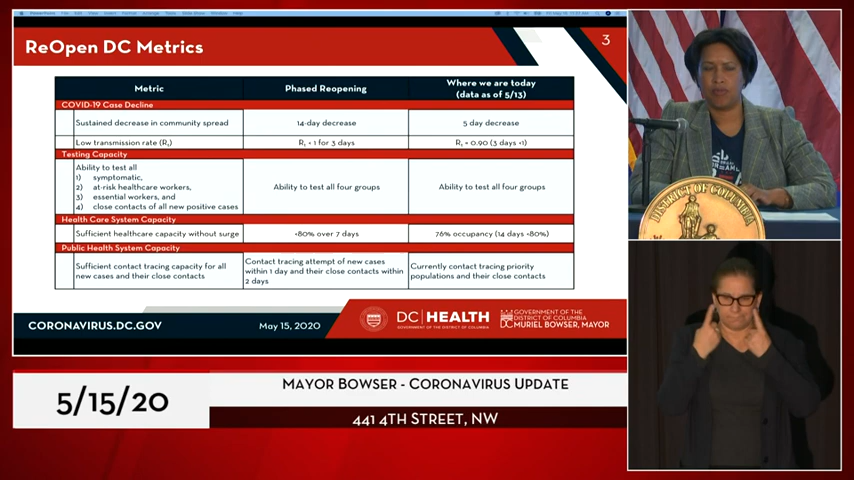 ReOpen DC Metrics
3
Metric
Phased Reopening
Where we are today
(data as of 5/13)
COVID-19 Case Decline
Sustained decrease in community spread
14-day decrease
5 day decrease
Low transmission rate (Rt)
Rt < 1 for 3 days
Rt = 0.90 (3 days <1)
Testing Capacity
Ability to test all
1) symptomatic,
2) at-risk healthcare workers,
3) essential workers, and
4) close contacts of all new positive cases
Ability to test all four groups
Ability to test all four groups
Health Care System Capacity
Sufficient healthcare capacity without surge
<80% over 7 days
76% occupancy (14 days <80%)
Public Health System Capacity
Sufficient contact tracing capacity for all
new cases and their close contacts
Contact tracing attempt of new cases
within 1 day and their close contacts within
2 days
Currently contact tracing priority
populations and their close contacts
CORONAVIRUS.DC.GOV
May 15, 2020
DC HEALTH
GOVERNMENT OF THE DISTRICT OF COLUMBIA
GOVERNMENT OF THE
DISTRICT OF COLUMBIA
DC MURIEL BOWSER, MAYOR
DISTRICT OF COLUMBIA
5/15/20
MAYOR BOWSER - CORONAVIRUS UPDATE
441 4TH STREET, NW